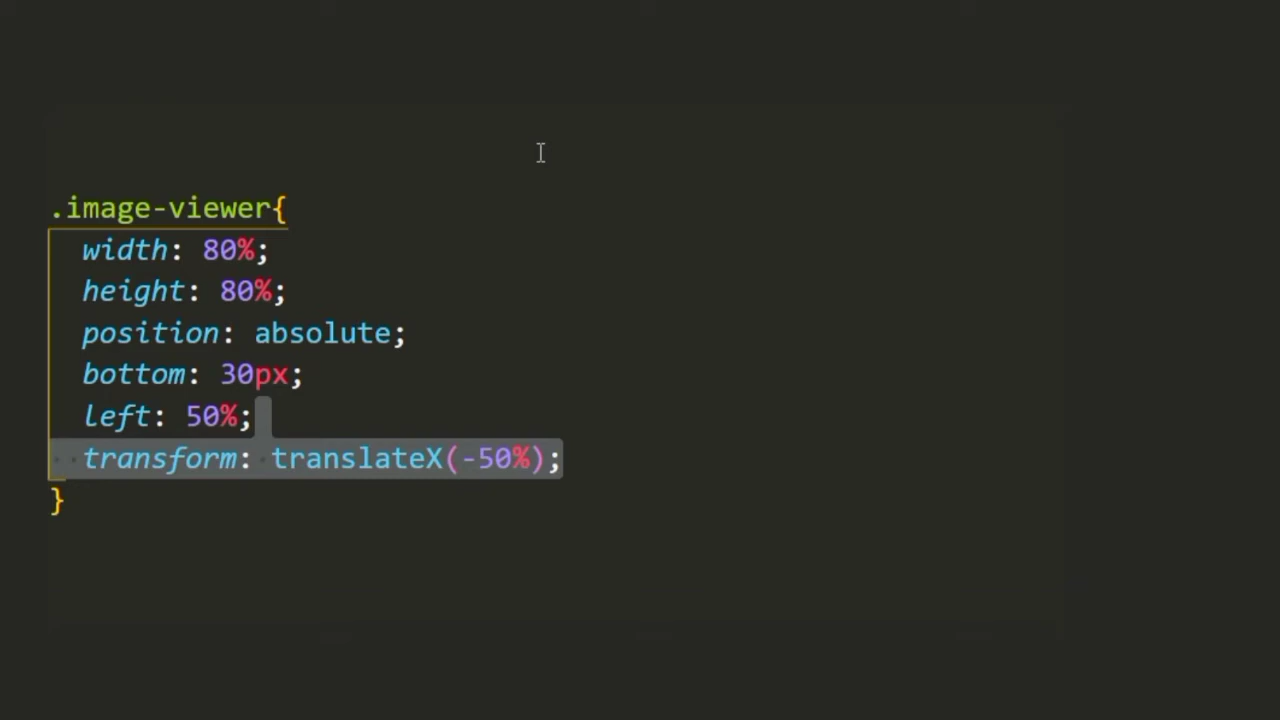 .image-viewer{
width: 80%;
height: 80%;
position: absolute;
bottom: 30px;
left: 50%;
transform: translateX(-50%);
}